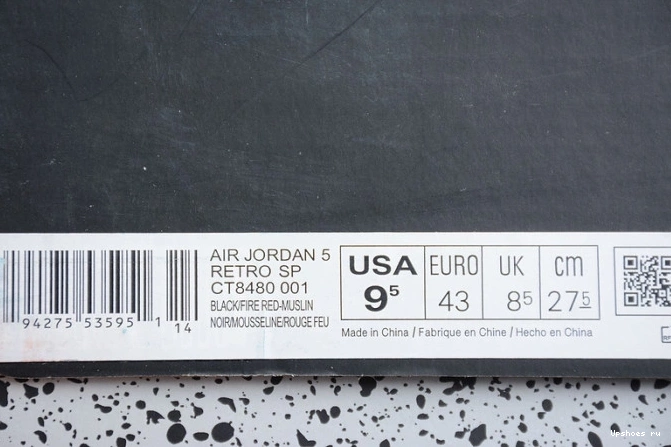 AIR JORDAN 5
RETRO SP
CT8480 001
BLACK/FIRE RED-MUSLIN
NOIR/MOUSSELINE/ROUGE FEU
94275 53595 1 14
USA EURO UK cm
9⁵ 43 8⁵ 27⁵
Made in China / Fabrique en Chine / Hecho en China
Upshoes ru